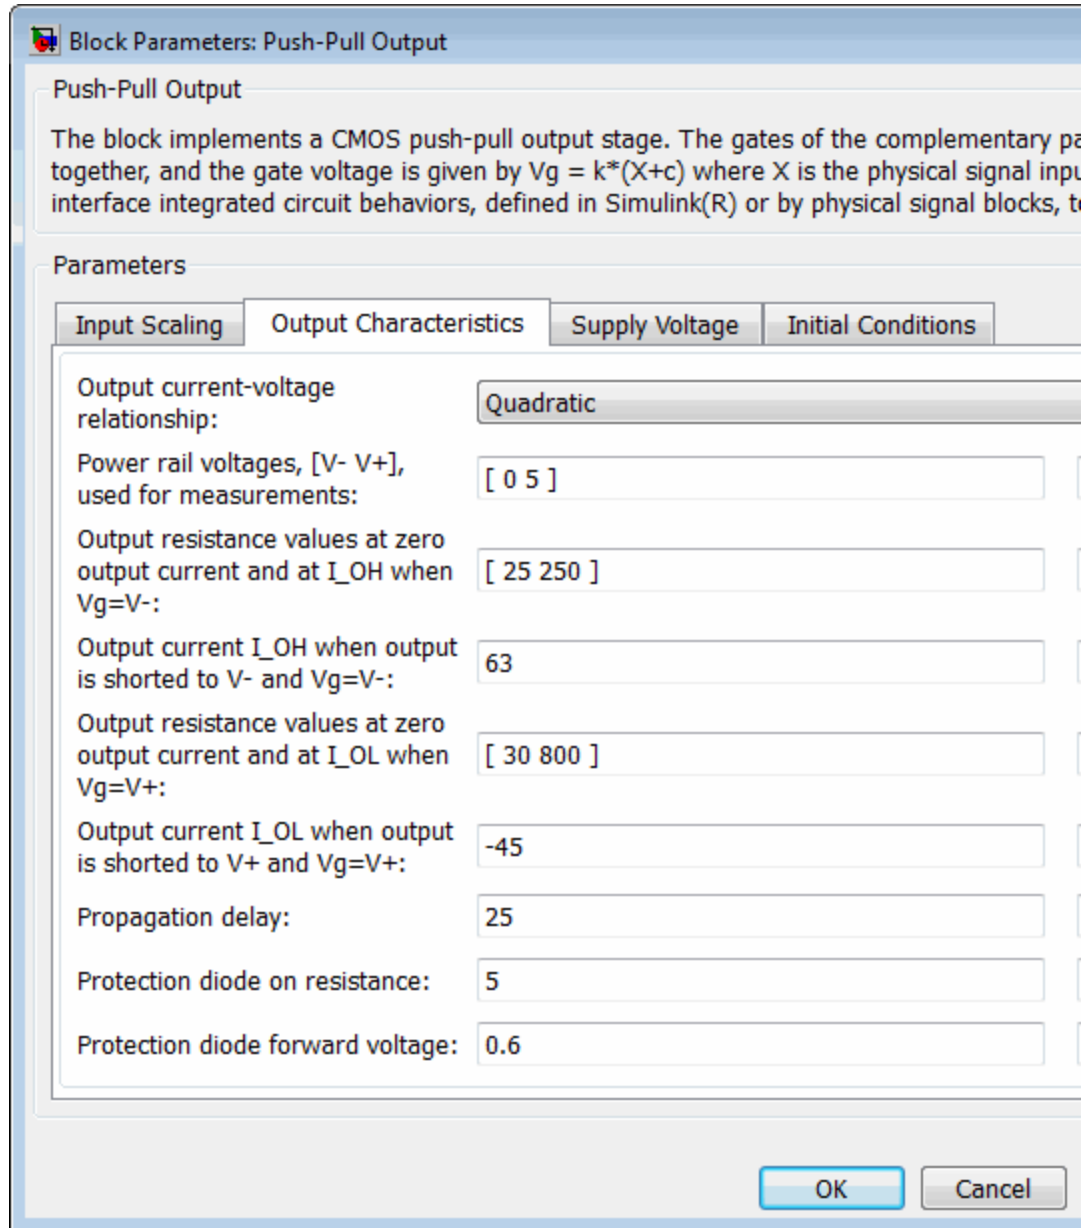 Block Parameters: Push-Pull Output
Push-Pull Output
The block implements a CMOS push-pull output stage. The gates of the complementary
together, and the gate voltage is given by Vg = k*(X+c) where X is the physical signal
interface integrated circuit behaviors, defined in Simulink(R) or by physical signal blocks,
Parameters
Input Scaling Output Characteristics Supply Voltage Initial Conditions
Output current-voltage
relationship:
Quadratic
Power rail voltages, [V- V+],
used for measurements:
[ 0 5 ]
Output resistance values at zero
output current and at I_OH when
Vg=V-:
[ 25 250 ]
Output current I_OH when output
is shorted to V- and Vg=V-:
63
Output resistance values at zero
output current and at I_OL when
Vg=V+:
[ 30 800 ]
Output current I_OL when output
is shorted to V+ and Vg=V+:
-45
Propagation delay: 25
Protection diode on resistance: 5
Protection diode forward voltage: 0.6
OK Cancel